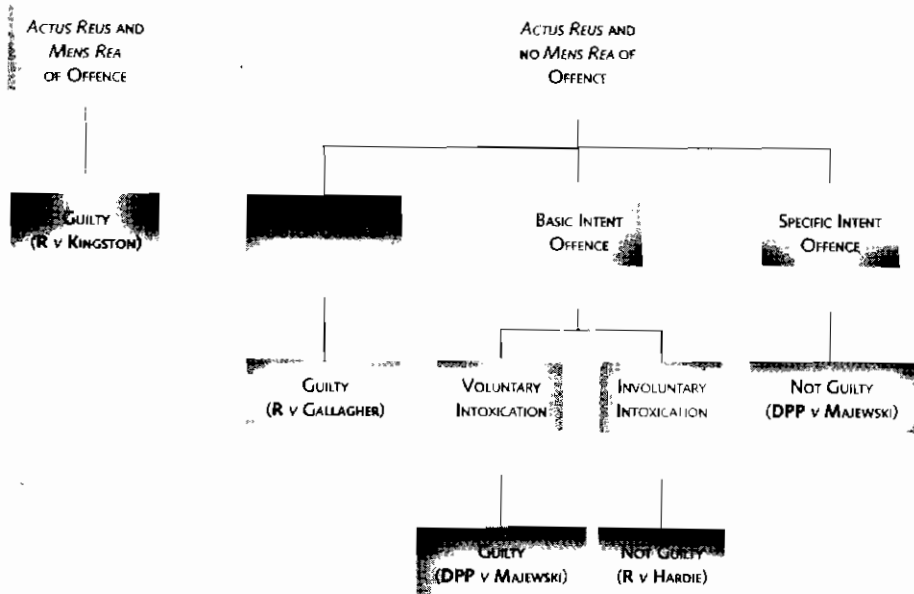 ACTUS REUS AND
MENS REA
OF OFFENCE
ACTUS REUS AND
NO MENS REA OF
OFFENCE
GUILTY
(R v KINGSTON)
BASIC INTENT
OFFENCE
SPECIFIC INTENT
OFFENCE
GUILTY
(R v GALLAGHER)
VOLUNTARY
INTOXICATION
INVOLUNTARY
INTOXICATION
NOT GUILTY
(DPP v MAJEWSKI)
GUILTY
(DPP v MAJEWSKI)
NOT GUILTY
(R v HARDIE)